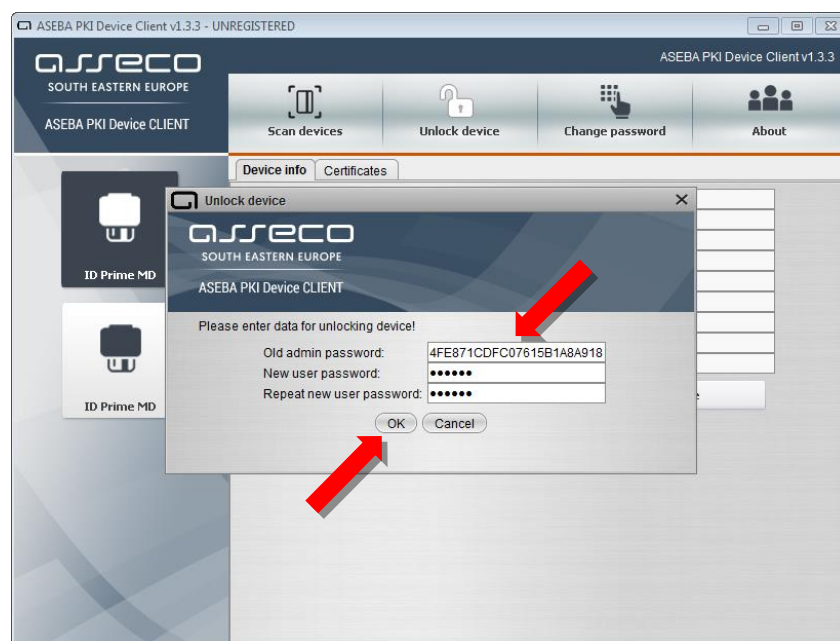 ASEBA PKI Device Client v1.3.3 - UNREGISTERED
asseco
SOUTH EASTERN EUROPE
ASEBA PKI Device CLIENT
ASEBA PKI Device Client v1.3.3
Scan devices
Unlock device
Change password
About
Device info
Certificates
ID Prime MD
ID Prime MD
Unlock device
asseco
SOUTH EASTERN EUROPE
ASEBA PKI Device CLIENT
Please enter data for unlocking device!
Old admin password: 4FE871CDFC07615B1A8A918
New user password: ••••••
Repeat new user password: ••••••
OK
Cancel